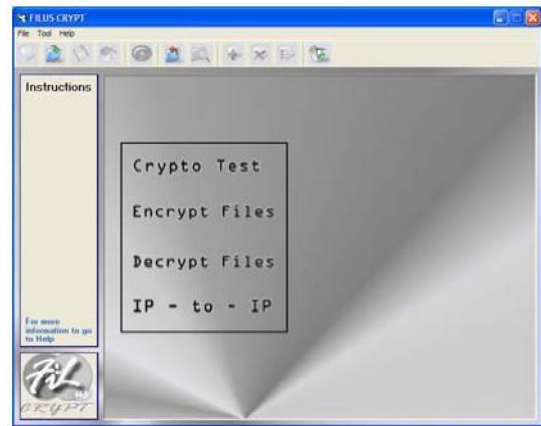 FILUS CRYPT
File Tool Help
Instructions
Crypto Test
Encrypt Files
Decrypt Files
IP - to - IP
For more
information to go
to Help
FiL
CRYPT